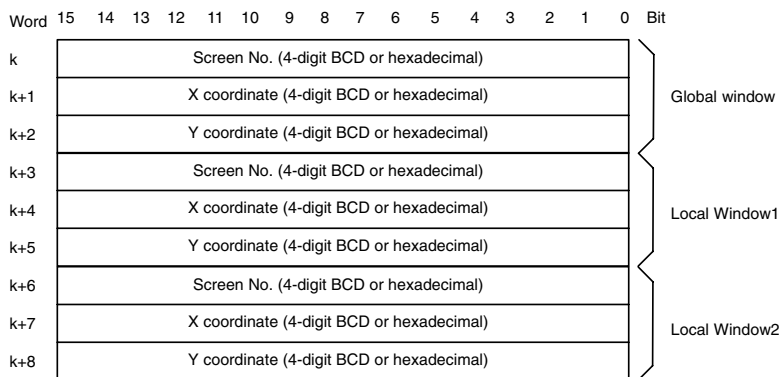 Word 15 14 13 12 11 10 9 8 7 6 5 4 3 2 1 0 Bit
k Screen No. (4-digit BCD or hexadecimal)
k+1 X coordinate (4-digit BCD or hexadecimal) Global window
k+2 Y coordinate (4-digit BCD or hexadecimal)
k+3 Screen No. (4-digit BCD or hexadecimal)
k+4 X coordinate (4-digit BCD or hexadecimal) Local Window1
k+5 Y coordinate (4-digit BCD or hexadecimal)
k+6 Screen No. (4-digit BCD or hexadecimal)
k+7 X coordinate (4-digit BCD or hexadecimal) Local Window2
k+8 Y coordinate (4-digit BCD or hexadecimal)